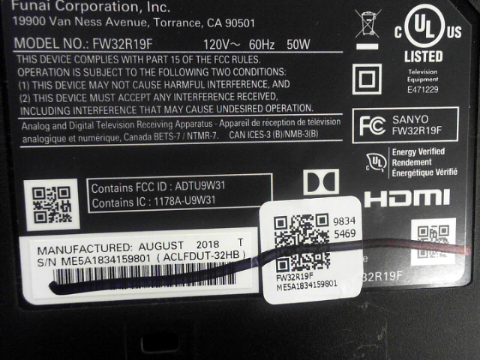 Funai Corporation, Inc.
19900 Van Ness Avenue, Torrance, CA 90501
MODEL NO.: FW32R19F 120V~ 60Hz 50W
THIS DEVICE COMPLIES WITH PART 15 OF THE FCC RULES.
OPERATION IS SUBJECT TO THE FOLLOWING TWO CONDITIONS:
(1) THIS DEVICE MAY NOT CAUSE HARMFUL INTERFERENCE, AND
(2) THIS DEVICE MUST ACCEPT ANY INTERFERENCE RECEIVED,
INCLUDING INTERFERENCE THAT MAY CAUSE UNDESIRED OPERATION.
Analog and Digital Television Receiving Apparatus - Appareil de réception de télévision
analogique et numérique, Canada BETS-7 / NTMR-7. CAN ICES-3 (B)/NMB-3(B)
C UL US
LISTED
Television
Equipment
E471229
FC SANYO
FW32R19F
UL
Energy Verified
Rendement
Énergétique Vérifié
Contains FCC ID : ADTU9W31
Contains IC : 1178A-U9W31
HDMI
MANUFACTURED: AUGUST 2018 T
S/N ME5A1834159801 (ACLFDUT-32HB)
9834
5469
FW32R19F
ME5A1834159801
e
FW32R19F